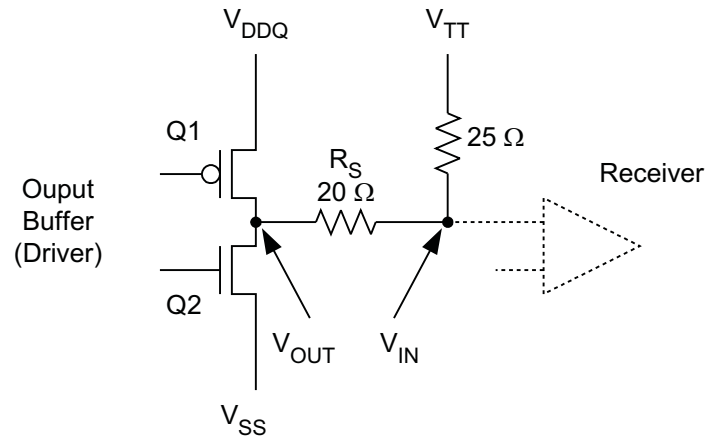 VDDQ
VTT
Q1
RS
20 Ω
25 Ω
Receiver
Ouput
Buffer
(Driver)
Q2
VOUT
VIN
VSS